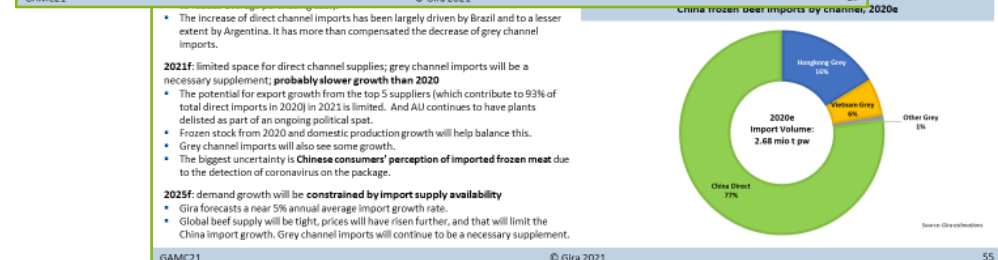 GAMC21 © Gira 2021
▪ The increase of direct channel imports has been largely driven by Brazil and to a lesser
extent by Argentina. It has more than compensated the decrease of grey channel
imports.
2021f: limited space for direct channel supplies; grey channel imports will be a
necessary supplement; probably slower growth than 2020
▪ The potential for export growth from the top 5 suppliers (which contribute to 93% of
total direct imports in 2020) in 2021 is limited. And AU continues to have plants
delisted as part of an ongoing political spat.
▪ Frozen stock from 2020 and domestic production growth will help balance this.
▪ Grey channel imports will also see some growth.
▪ The biggest uncertainty is Chinese consumers' perception of imported frozen meat due
to the detection of coronavirus on the package.
2025f: demand growth will be constrained by import supply availability
▪ Gira forecasts a near 5% annual average import growth rate.
▪ Global beef supply will be tight, prices will have risen further, and that will limit the
China import growth. Grey channel imports will continue to be a necessary supplement.
China frozen beef imports by channel, 2020e
Hongkong Grey
16%
Vietnam Grey
6%
Other Grey
1%
2020e
Import Volume:
2.68 mio t pw
China Direct
77%
Source: Gira estimations
GAMC21 © Gira 2021 55